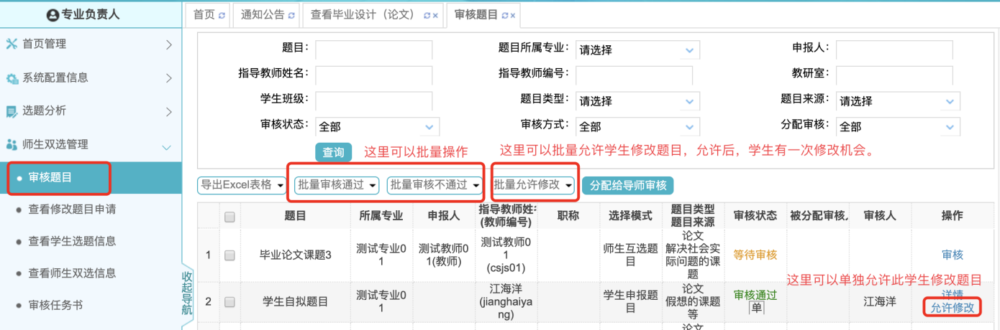 专业负责人
首页
通知公告
查看毕业设计（论文）
审核题目
首页管理
系统配置信息
选题分析
师生双选管理
审核题目
查看修改题目申请
查看学生选题信息
查看师生双选信息
审核任务书
收起导航
题目：
题目所属专业： 请选择
申报人：
指导教师姓名：
指导教师编号：
教研室：
学生班级：
题目类型： 请选择
题目来源： 请选择
审核状态： 全部
审核方式： 全部
分配审核： 全部
查询
这里可以批量操作
这里可以批量允许学生修改题目，允许后，学生有一次修改机会。
导出Excel表格
批量审核通过
批量审核不通过
批量允许修改
分配给导师审核
题目
所属专业
申报人
指导教师姓
(教师编号)
职称
选择模式
题目类型
题目来源
审核状态
被分配审核
审核人
操作
1
毕业论文课题3
测试专业0
1
测试教师0
1(教师)
测试教师0
1
(csjs01)
师生互选题
目
论文
解决社会实
际问题的课
题
等待审核
审核
这里可以单独允许此学生修改题目
2
学生自拟题目
测试专业0
1
江海洋
(jianghaiya
ng)
学生申报题
目
论文
假想的课题
等
审核通过
单
江海洋
详情
允许修改
论文